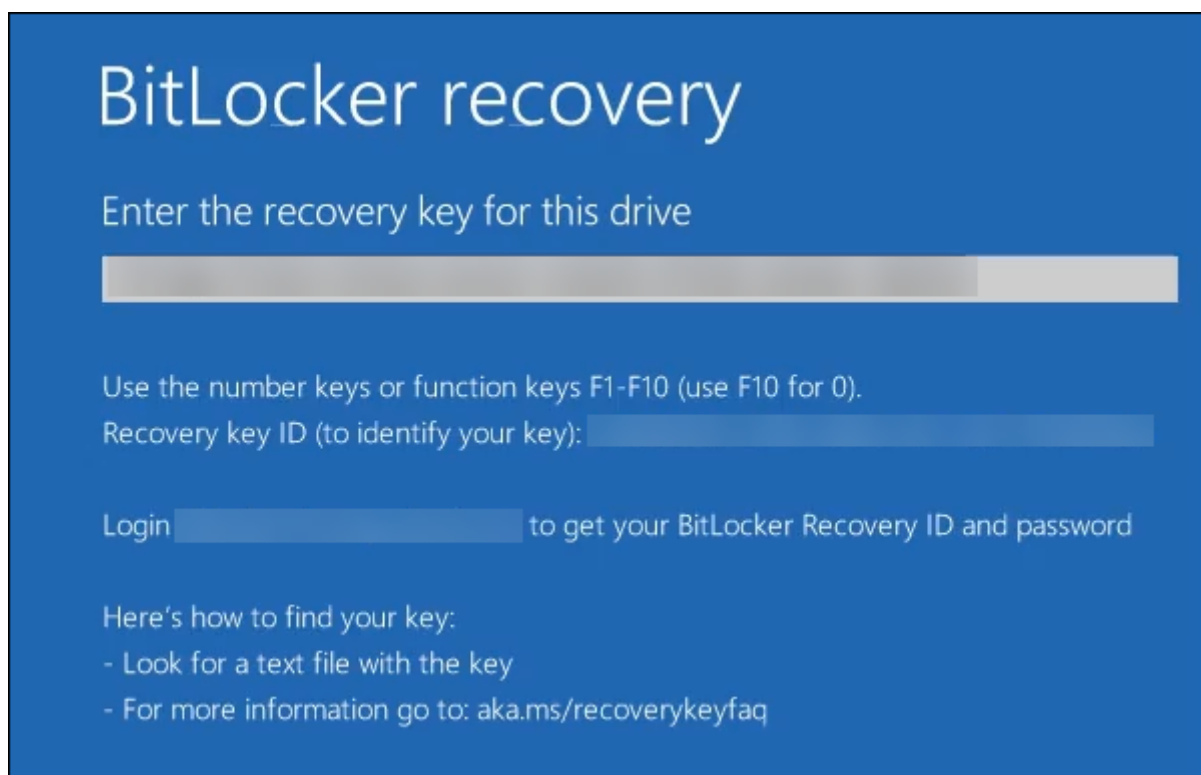 BitLocker recovery
Enter the recovery key for this drive
Use the number keys or function keys F1-F10 (use F10 for 0).
Recovery key ID (to identify your key):
Login to get your BitLocker Recovery ID and password
Here's how to find your key:
- Look for a text file with the key
- For more information go to: aka.ms/recoverykeyfaq